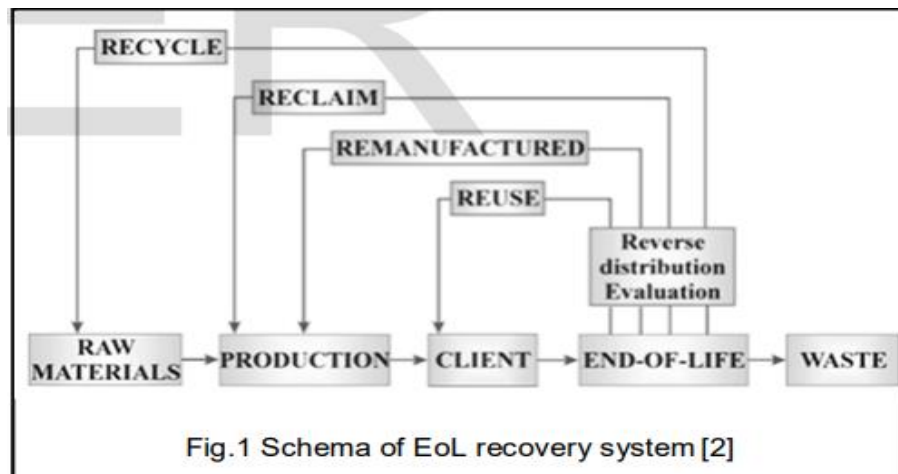 RECYCLE
RECLAIM
REMANUFACTURED
REUSE
Reverse
distribution
Evaluation
RAW
MATERIALS
PRODUCTION
CLIENT
END-OF-LIFE
WASTE
Fig.1 Schema of EoL recovery system [2]